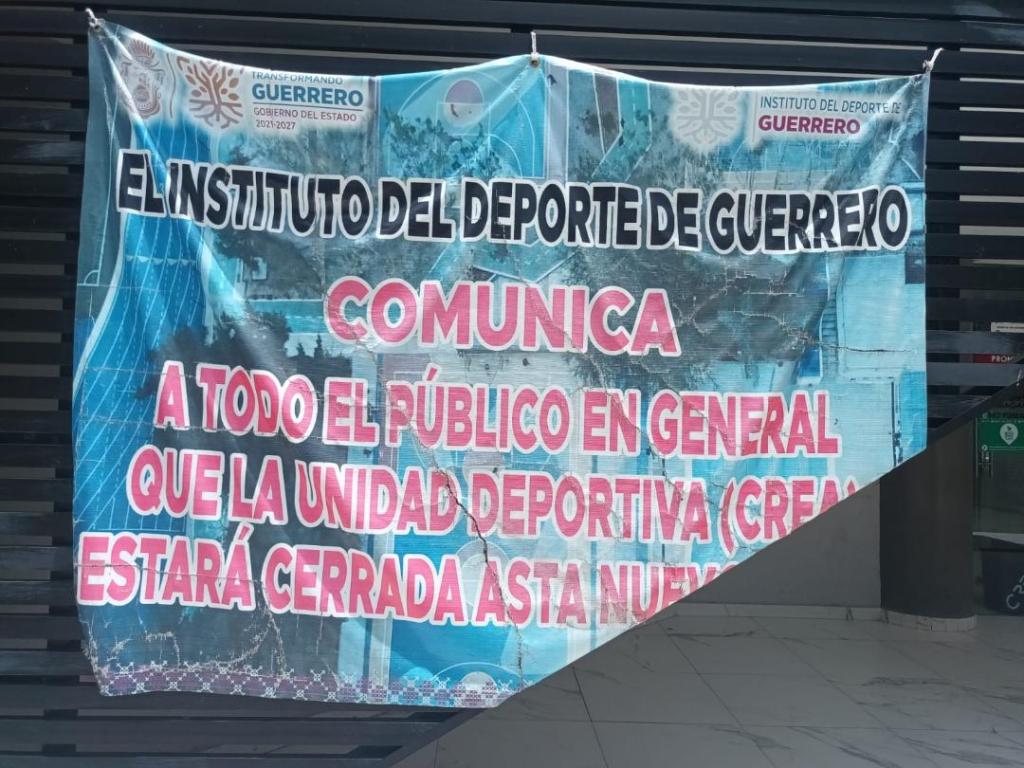 TRANSFORMANDO
GUERRERO
GOBIERNO DEL ESTADO
2021-2027
INSTITUTO DEL DEPORTE DE
GUERRERO
EL INSTITUTO DEL DEPORTE DE GUERRERO
COMUNICA
A TODO EL PÚBLICO EN GENERAL
QUE LA UNIDAD DEPORTIVA (CREA)
ESTARÁ CERRADA ASTA